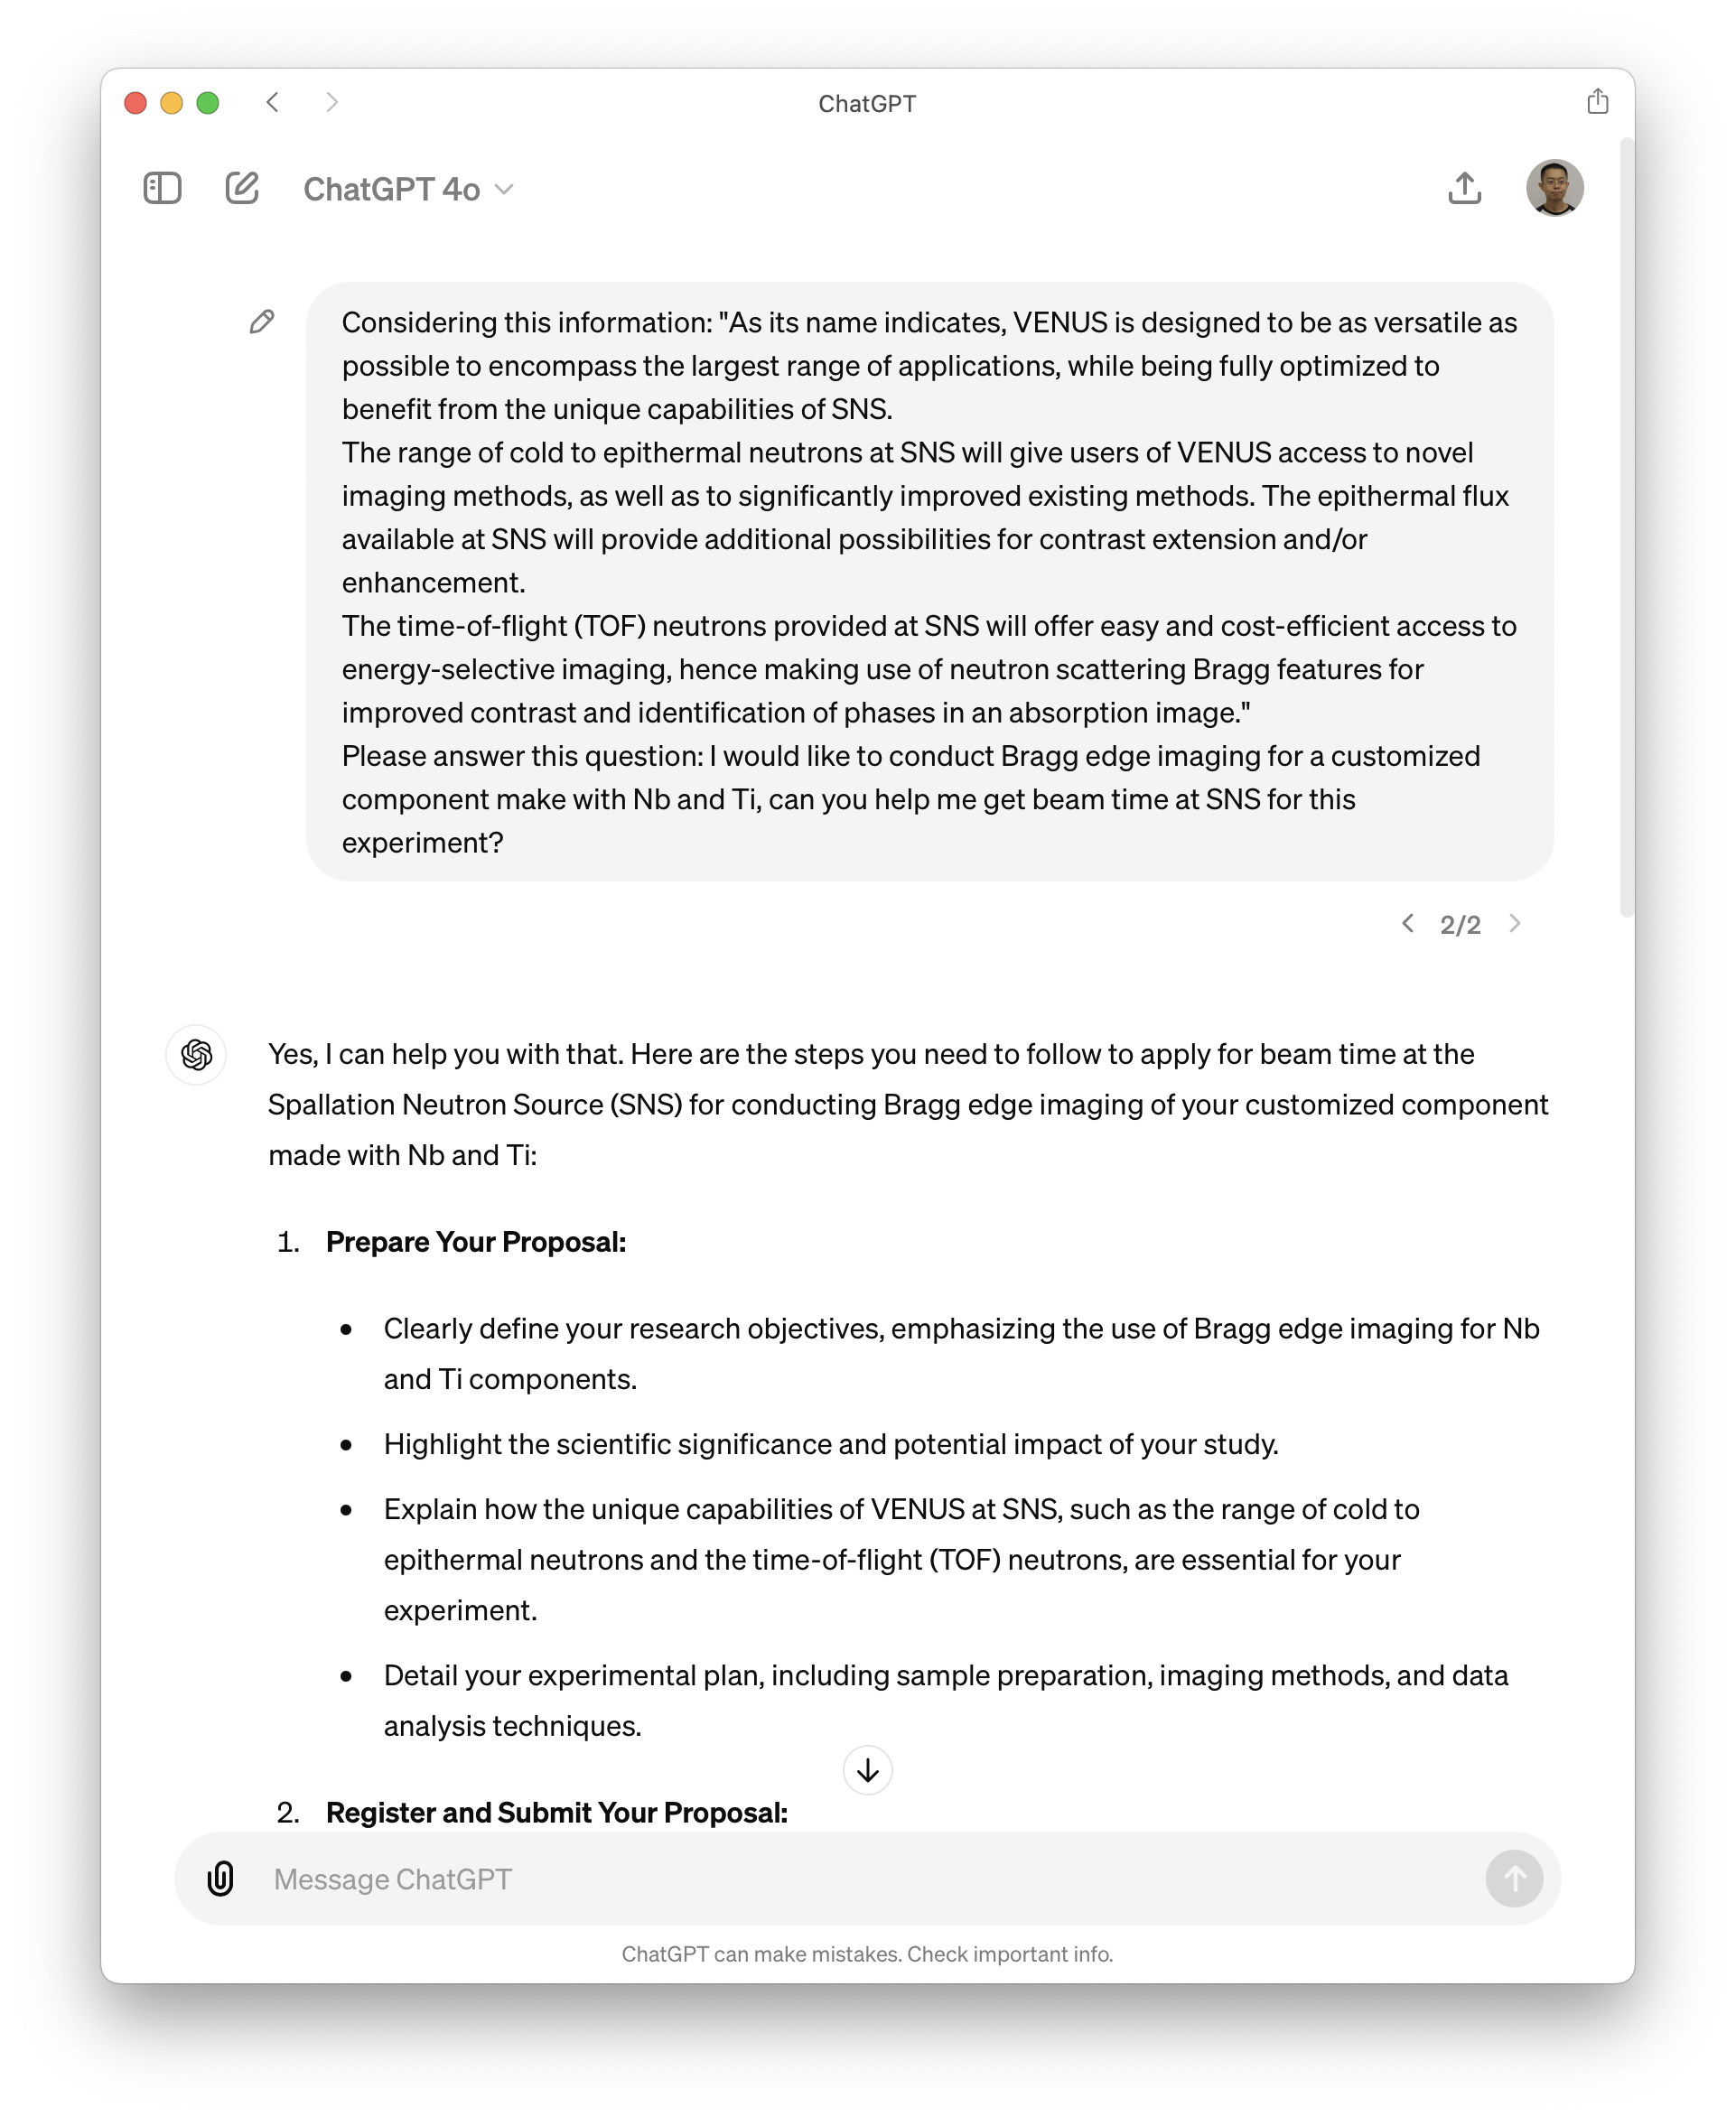 ChatGPT
ChatGPT 4o
Considering this information: "As its name indicates, VENUS is designed to be as versatile as
possible to encompass the largest range of applications, while being fully optimized to
benefit from the unique capabilities of SNS.
The range of cold to epithermal neutrons at SNS will give users of VENUS access to novel
imaging methods, as well as to significantly improved existing methods. The epithermal flux
available at SNS will provide additional possibilities for contrast extension and/or
enhancement.
The time-of-flight (TOF) neutrons provided at SNS will offer easy and cost-efficient access to
energy-selective imaging, hence making use of neutron scattering Bragg features for
improved contrast and identification of phases in an absorption image."
Please answer this question: I would like to conduct Bragg edge imaging for a customized
component make with Nb and Ti, can you help me get beam time at SNS for this
experiment?
2/2
Yes, I can help you with that. Here are the steps you need to follow to apply for beam time at the
Spallation Neutron Source (SNS) for conducting Bragg edge imaging of your customized component
made with Nb and Ti:
1. Prepare Your Proposal:
• Clearly define your research objectives, emphasizing the use of Bragg edge imaging for Nb
and Ti components.
• Highlight the scientific significance and potential impact of your study.
• Explain how the unique capabilities of VENUS at SNS, such as the range of cold to
epithermal neutrons and the time-of-flight (TOF) neutrons, are essential for your
experiment.
• Detail your experimental plan, including sample preparation, imaging methods, and data
analysis techniques.
2. Register and Submit Your Proposal:
Message ChatGPT
ChatGPT can make mistakes. Check important info.